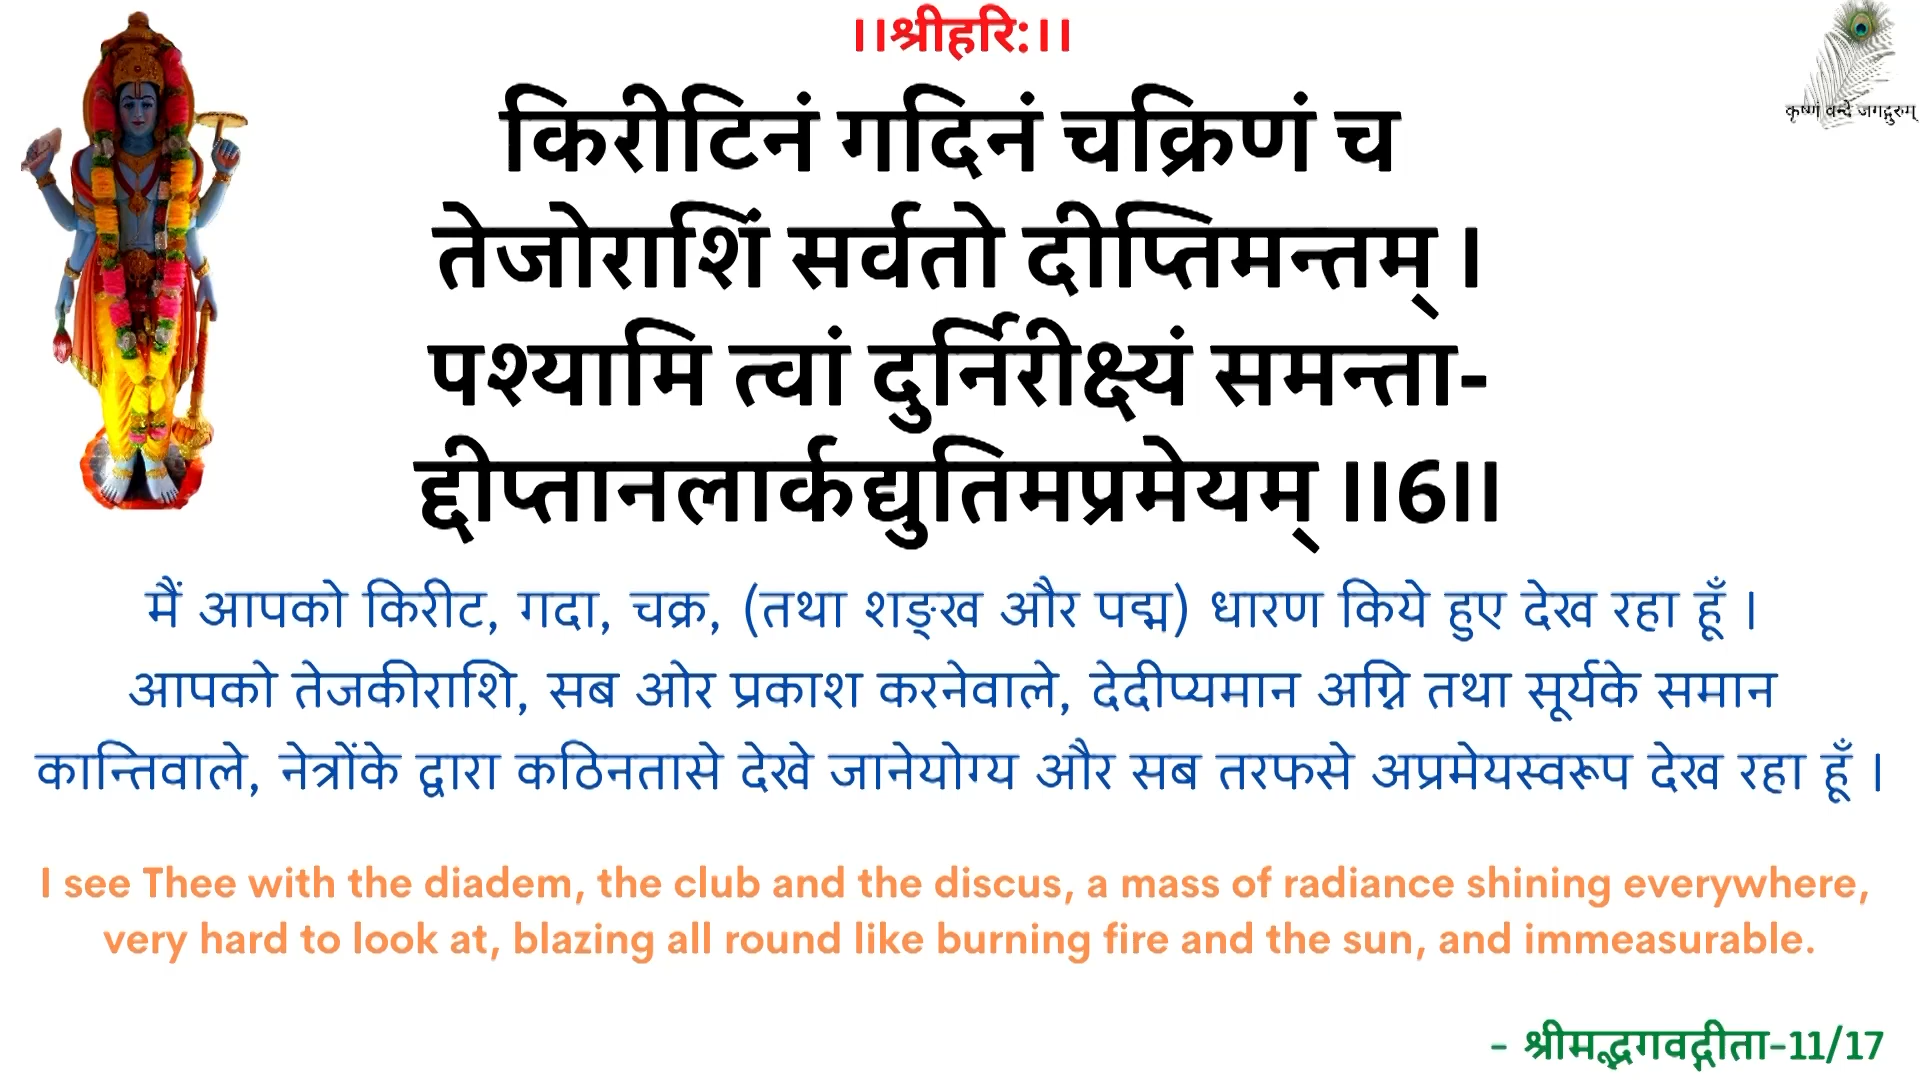 ।।श्रीहरि:।।
कृष्णं वन्दे जगद्गुरुम्
किरीटिनं गदिनं चक्रिणं च
तेजोराशिं सर्वतो दीप्तिमन्तम् ।
पश्यामि त्वां दुर्निरीक्ष्यं समन्ता-
द्दीप्तानलार्कद्युतिमप्रमेयम् ।।6।।
मैं आपको किरीट, गदा, चक्र, (तथा शङ्ख और पद्म) धारण किये हुए देख रहा हूँ ।
आपको तेजकीराशि, सब ओर प्रकाश करनेवाले, देदीप्यमान अग्नि तथा सूर्यके समान
कान्तिवाले, नेत्रोंके द्वारा कठिनतासे देखे जानेयोग्य और सब तरफसे अप्रमेयस्वरूप देख रहा हूँ ।
I see Thee with the diadem, the club and the discus, a mass of radiance shining everywhere,
very hard to look at, blazing all round like burning fire and the sun, and immeasurable.
- श्रीमद्भगवद्गीता-11/17